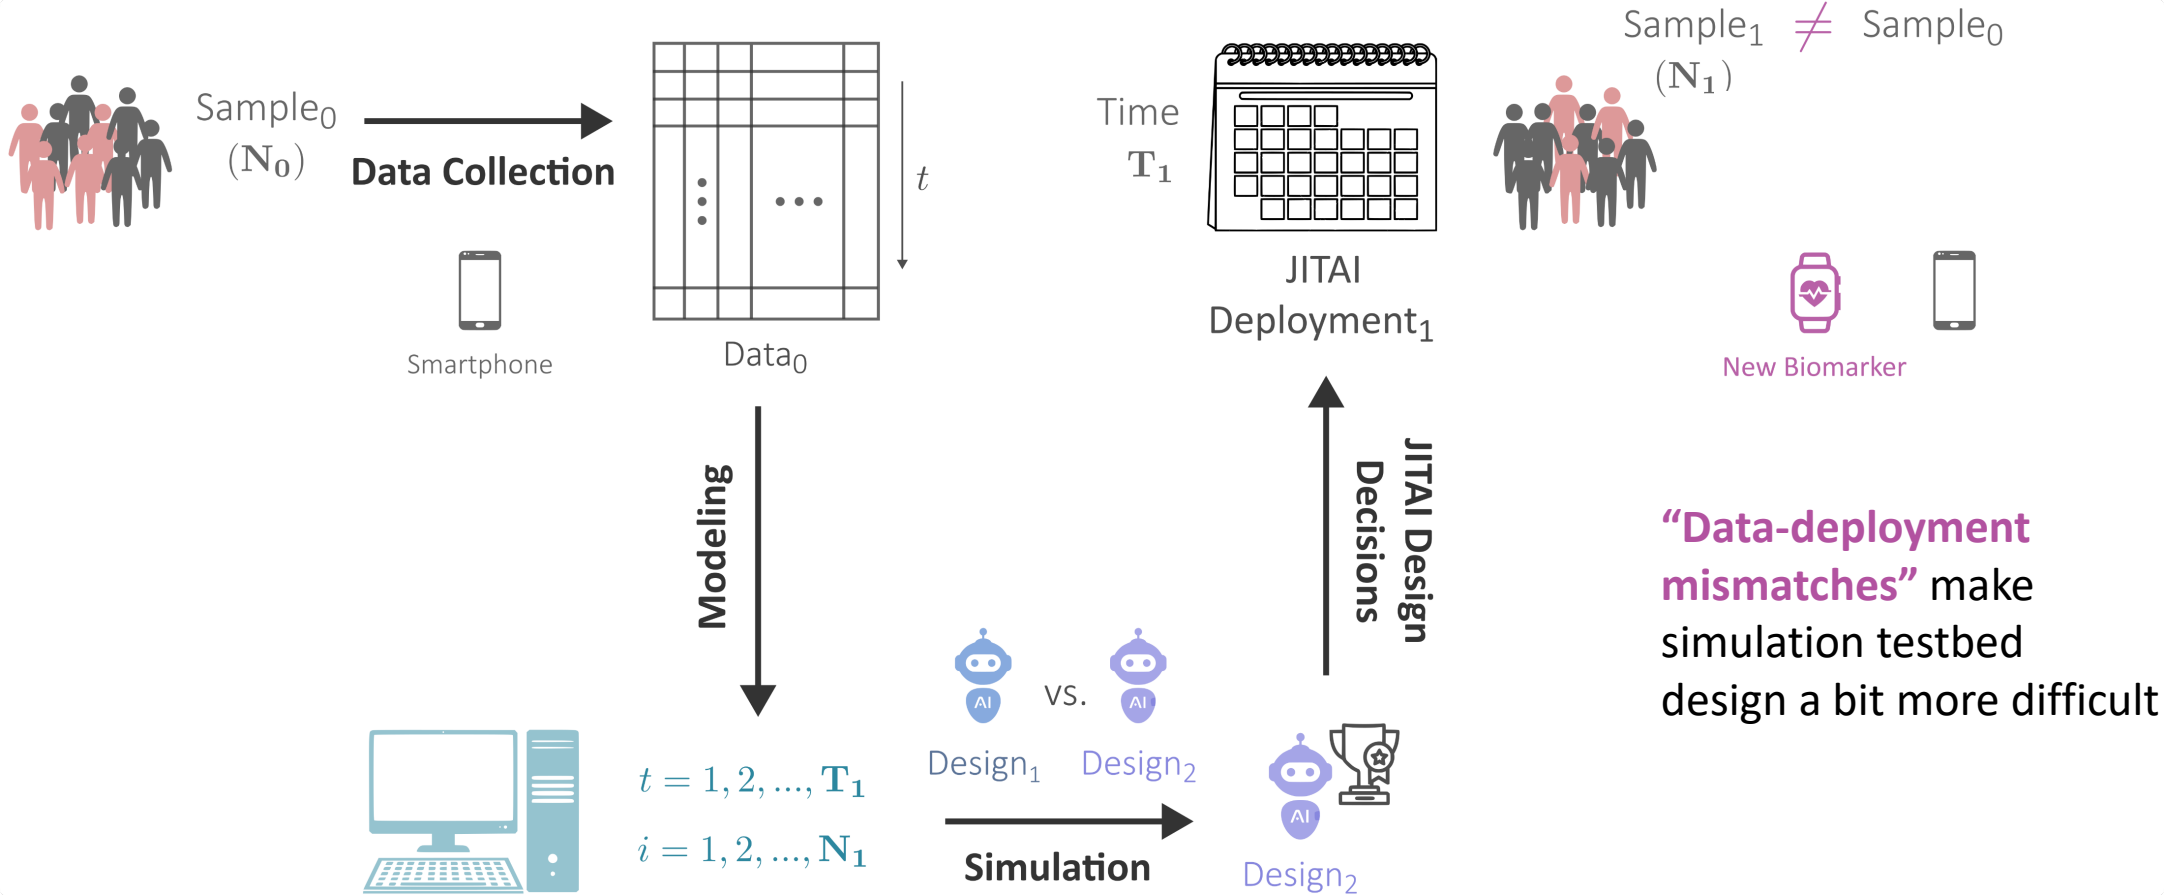 Sample₀
(N₀)
Data Collection
Smartphone
t
Data₀
Modeling
t = 1, 2, ..., T₁
i = 1, 2, ..., N₁
AI
vs.
AI
Design₁
Design₂
Simulation
AI
Design₂
JITAI Design
Decisions
Time
T₁
JITAI
Deployment₁
Sample₁ ≠ Sample₀
(N₁)
New Biomarker
“Data-deployment
mismatches” make
simulation testbed
design a bit more difficult